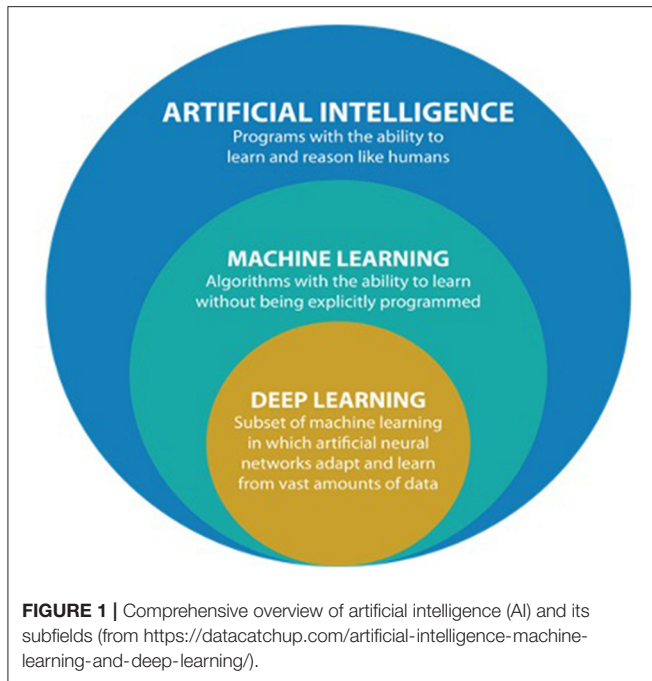 ARTIFICIAL INTELLIGENCE
Programs with the ability to
learn and reason like humans
MACHINE LEARNING
Algorithms with the ability to learn
without being explicitly programmed
DEEP LEARNING
Subset of machine learning
in which artificial neural
networks adapt and learn
from vast amounts of data
FIGURE 1 | Comprehensive overview of artificial intelligence (AI) and its
subfields (from https://datacatchup.com/artificial-intelligence-machine-
learning-and-deep-learning/).